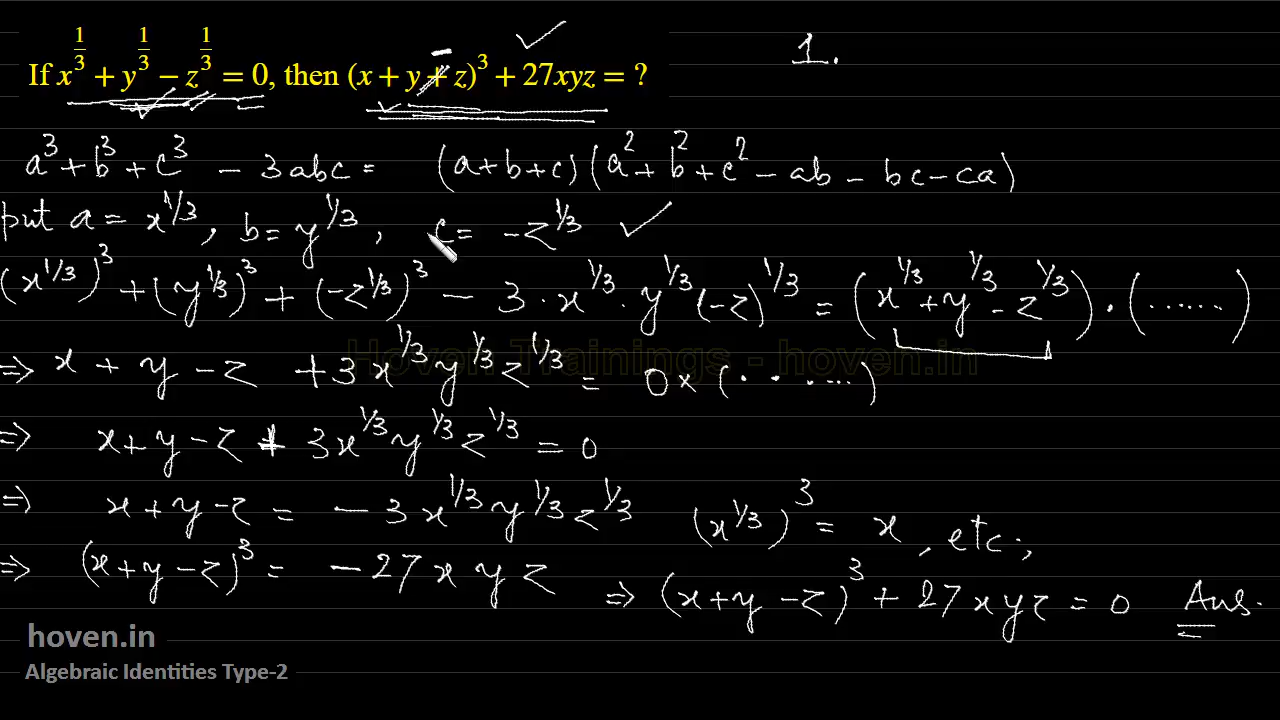 If x^{1/3} + y^{1/3} − z^{1/3} = 0, then (x + y + z)^3 + 27xyz = ?
1.
a^3 + b^3 + c^3 - 3abc = (a+b+c)(a^2+b^2+c^2-ab-bc-ca)
put a = x^{1/3}, b = y^{1/3}, c = -z^{1/3}
(x^{1/3})^3 + (y^{1/3})^3 + (-z^{1/3})^3 - 3·x^{1/3}·y^{1/3}(-z)^{1/3} = (x^{1/3}+y^{1/3}-z^{1/3})·(......)
Hoven Trainings - hoven.in
⇒ x + y - z + 3x^{1/3}y^{1/3}z^{1/3} = 0×(......)
⇒ x+y-z + 3x^{1/3}y^{1/3}z^{1/3} = 0
⇒ x+y-z = -3x^{1/3}y^{1/3}z^{1/3} (x^{1/3})^3 = x, etc.,
⇒ (x+y-z)^3 = -27xyz ⇒ (x+y-z)^3 + 27xyz = 0 Ans.
hoven.in
Algebraic Identities Type-2